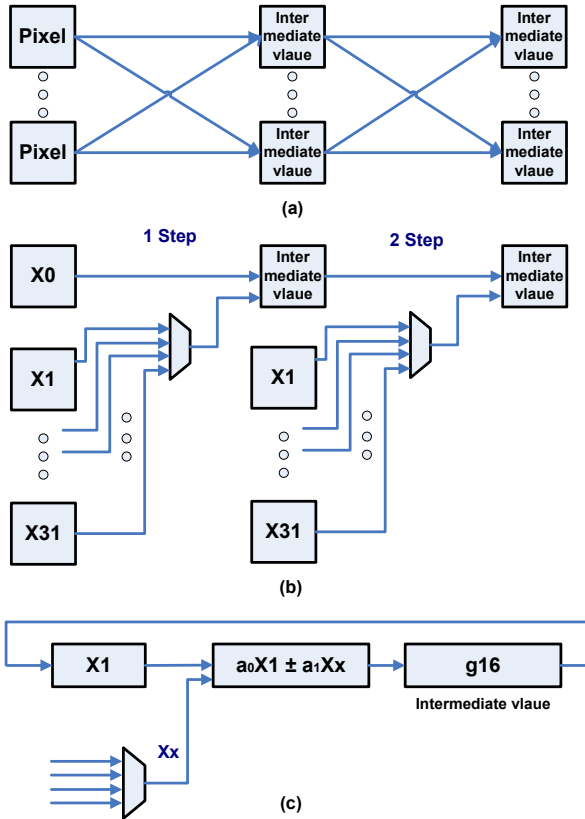 Pixel
Inter
mediate
vlaue
Inter
mediate
vlaue
Pixel
Inter
mediate
vlaue
Inter
mediate
vlaue
(a)
1 Step
2 Step
X0
Inter
mediate
vlaue
Inter
mediate
vlaue
X1
X1
X31
X31
(b)
X1
a0X1 ± a1Xx
g16
Intermediate vlaue
Xx
(c)